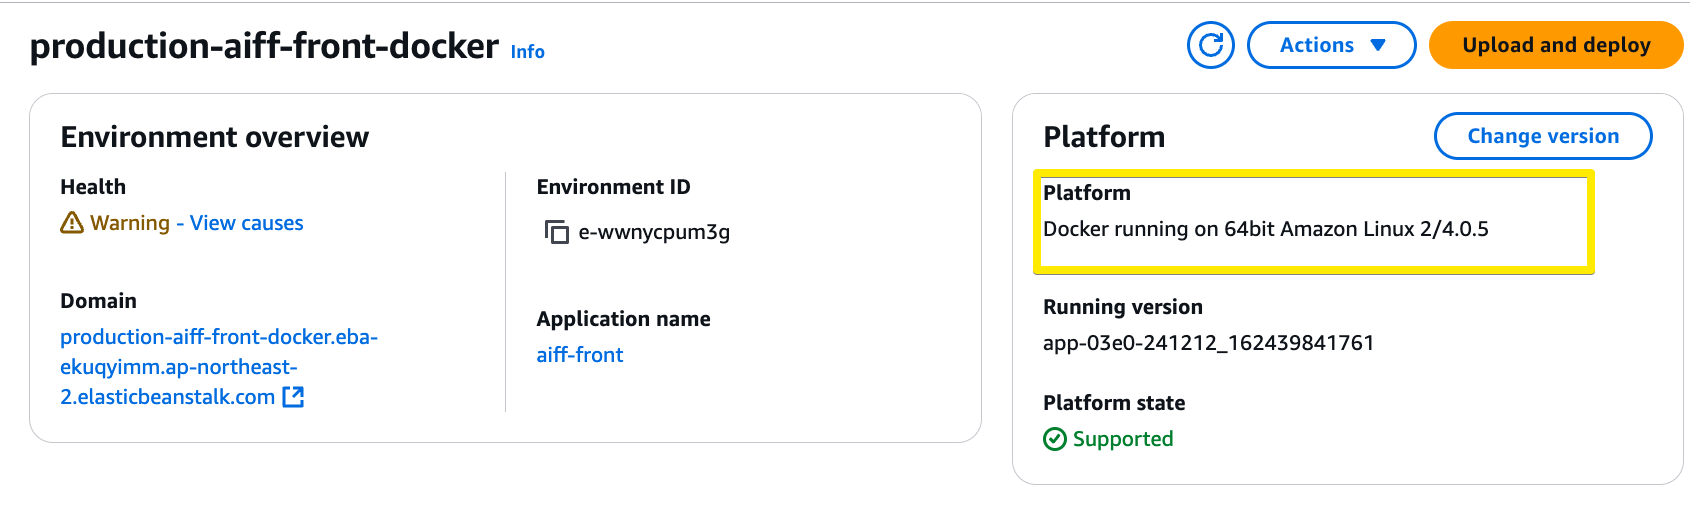 production-aiff-front-docker Info
Actions
Upload and deploy
Environment overview
Health
Warning - View causes
Domain
production-aiff-front-docker.eba-
ekuqyimm.ap-northeast-
2.elasticbeanstalk.com
Environment ID
e-wwnycpum3g
Application name
aiff-front
Platform
Change version
Platform
Docker running on 64bit Amazon Linux 2/4.0.5
Running version
app-03e0-241212_162439841761
Platform state
Supported